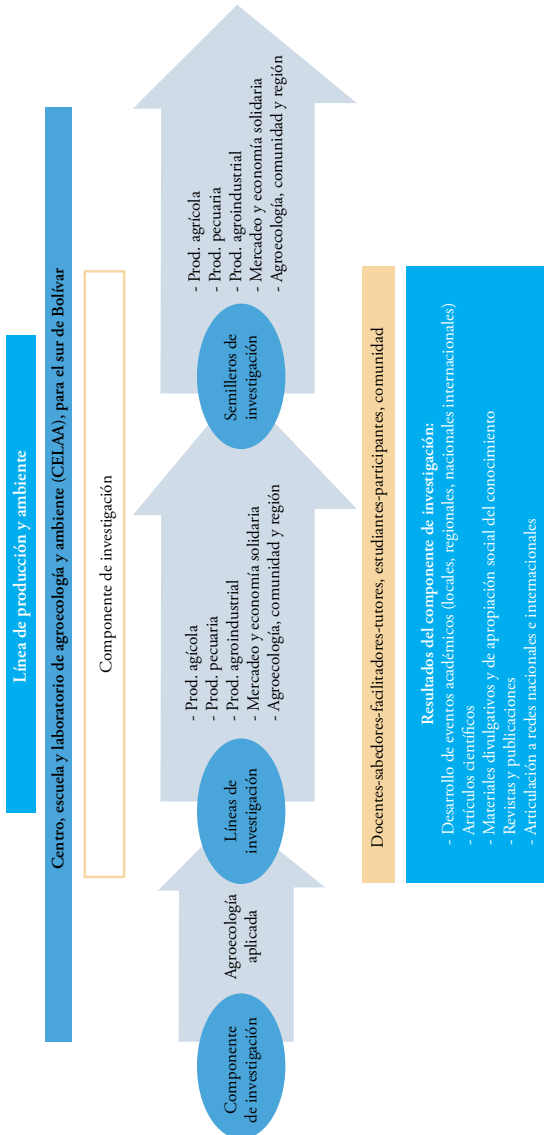 Línea de producción y ambiente
Centro, escuela y laboratorio de agroecología y ambiente (CELAA), para el sur de Bolívar
Componente de investigación
Componente
de investigación
Agroecología
aplicada
Líneas de
investigación
- Prod. agícola
- Prod. pecuaria
- Prod. agroindustrial
- Mercadeo y economía solidaria
- Agroecología, comunidad y región
Semilleros de
investigación
- Prod. agrícola
- Prod. pecuaria
- Prod. agroindustrial
- Mercadeo y economía solidaria
- Agroecología, comunidad y región
Docentes-sabedores-facilitadores-tutores, estudiantes-participantes, comunidad
Resultados del componente de investigación:
- Desarrollo de eventos académicos (locales, regionales, nacionales internacionales)
- Artículos científicos
- Materiales divulgativos y de apropiación social del conocimiento
- Revistas y publicaciones
- Articulación a redes nacionales e internacionales